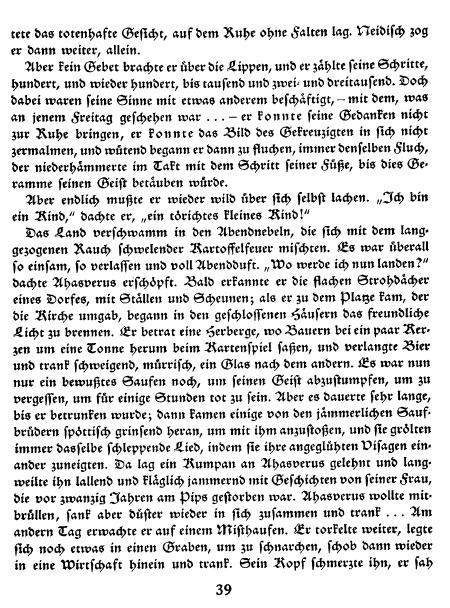 tete das totenhafte Gesicht, auf dem Ruhe ohne Falten lag. Neidisch zog
er dann weiter, allein.
Aber kein Gebet brachte er über die Lippen, und er zählte seine Schritte,
hundert, und wieder hundert, bis tausend und zwei- und dreitausend. Doch
dabei waren seine Sinne mit etwas anderem beschäftigt, – mit dem, was
an jenem Freitag geschehen war . . . – er konnte seine Gedanken nicht
zur Ruhe bringen, er konnte das Bild des Gekreuzigten in sich nicht
zermalmen, und wütend begann er dann zu fluchen, immer denselben Fluch,
der niederhämmerte im Takt mit dem Schritt seiner Füße, bis dies Ge-
ramme seinen Geist betäuben würde.
Aber endlich mußte er wieder wild über sich selbst lachen. „Ich bin
ein Kind,“ dachte er, „ein törichtes kleines Kind!“
Das Land verschwamm in den Abendnebeln, die sich mit dem lang-
gezogenen Rauch schwelender Kartoffelfeuer mischten. Es war überall
so einsam, so verlassen und voll Abendduft. „Wo werde ich nun landen?“
dachte Ahasverus erschöpft. Bald erkannte er die flachen Strohdächer
eines Dorfes, mit Ställen und Scheunen; als er zu dem Platze kam, der
die Kirche umgab, begann in den geschlossenen Häusern das freundliche
Licht zu brennen. Er betrat eine Herberge, wo Bauern bei ein paar Ker-
zen um eine Tonne herum beim Kartenspiel saßen, und verlangte Bier
und trank schweigend, mürrisch, ein Glas nach dem andern. Es war nun
nur ein bewußtes Saufen noch, um seinen Geist abzustumpfen, um zu
vergessen, um für einige Stunden tot zu sein. Aber es dauerte sehr lange,
bis er betrunken wurde; dann kamen einige von den jämmerlichen Sauf-
brüdern spöttisch grinsend heran, um mit ihm anzustoßen, und sie grölten
immer dasselbe schleppende Lied, indem sie ihre angeglühten Visagen ein-
ander zuneigten. Da lag ein Kumpan an Ahasverus gelehnt und lang-
weilte ihn lallend und kläglich jammernd mit Geschichten von seiner Frau,
die vor zwanzig Jahren am Pips gestorben war. Ahasverus wollte mit-
brüllen, sank aber düster wieder in sich zusammen und trank . . . Am
andern Tag erwachte er auf einem Misthaufen. Er torkelte weiter, legte
sich noch etwas in einen Graben, um zu schnarchen, schob dann wieder
in eine Wirtschaft hinein und trank. Sein Kopf schmerzte ihn, er sah
39